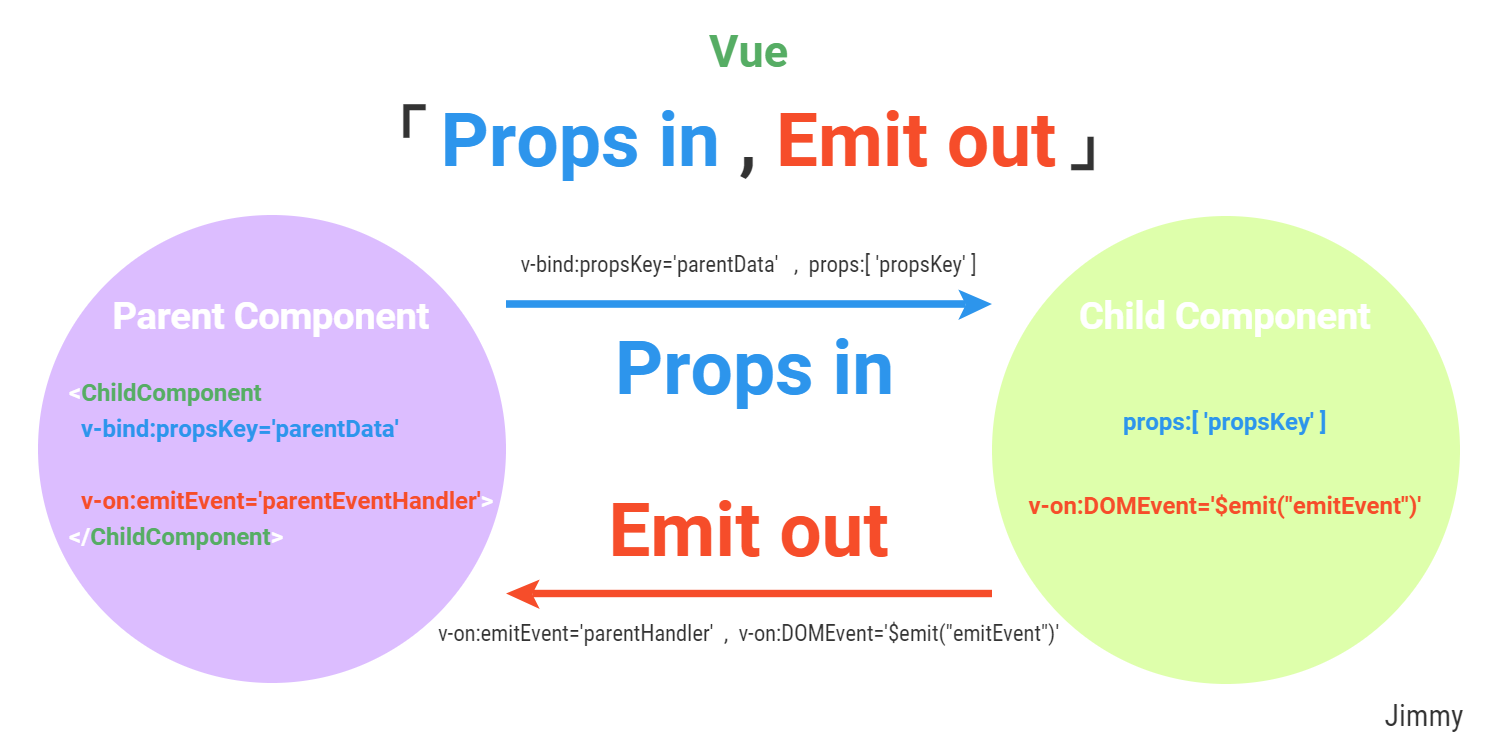 Vue
「 Props in , Emit out 」
v-bind:propsKey='parentData' , props:[ 'propsKey' ]
Props in
Parent Component
<ChildComponent
v-bind:propsKey='parentData'
v-on:emitEvent='parentEventHandler'>
</ChildComponent>
Child Component
props:[ 'propsKey' ]
v-on:DOMEvent='$emit("emitEvent")'
Emit out
v-on:emitEvent='parentHandler' , v-on:DOMEvent='$emit("emitEvent")'
Jimmy